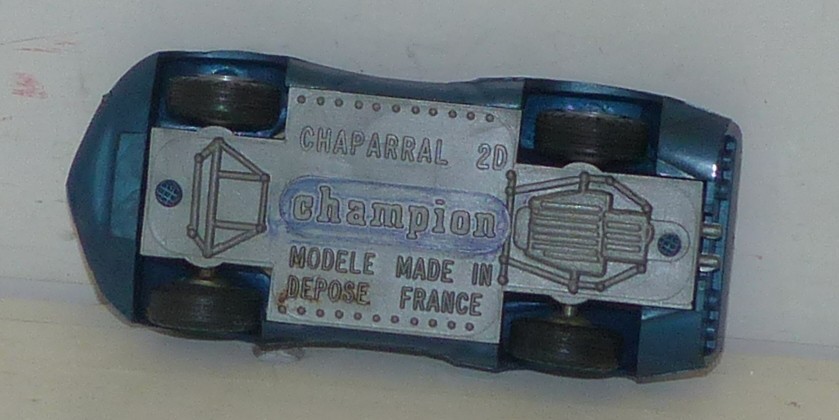 CHAPARRAL 2D
champion
MODELE MADE IN
DEPOSE FRANCE